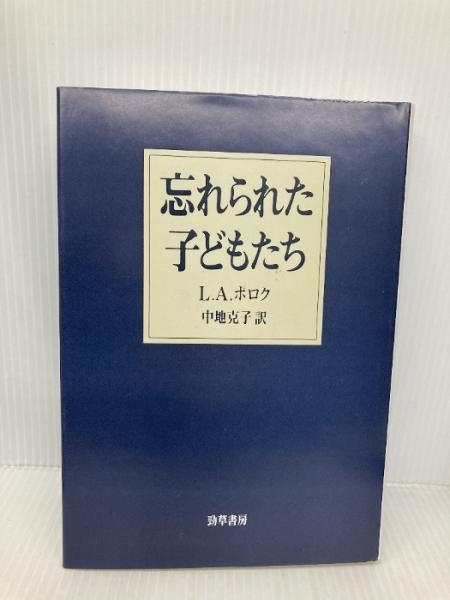 忘れられた
子どもたち
L.A.ポロク
中地克子訳
勁草書房